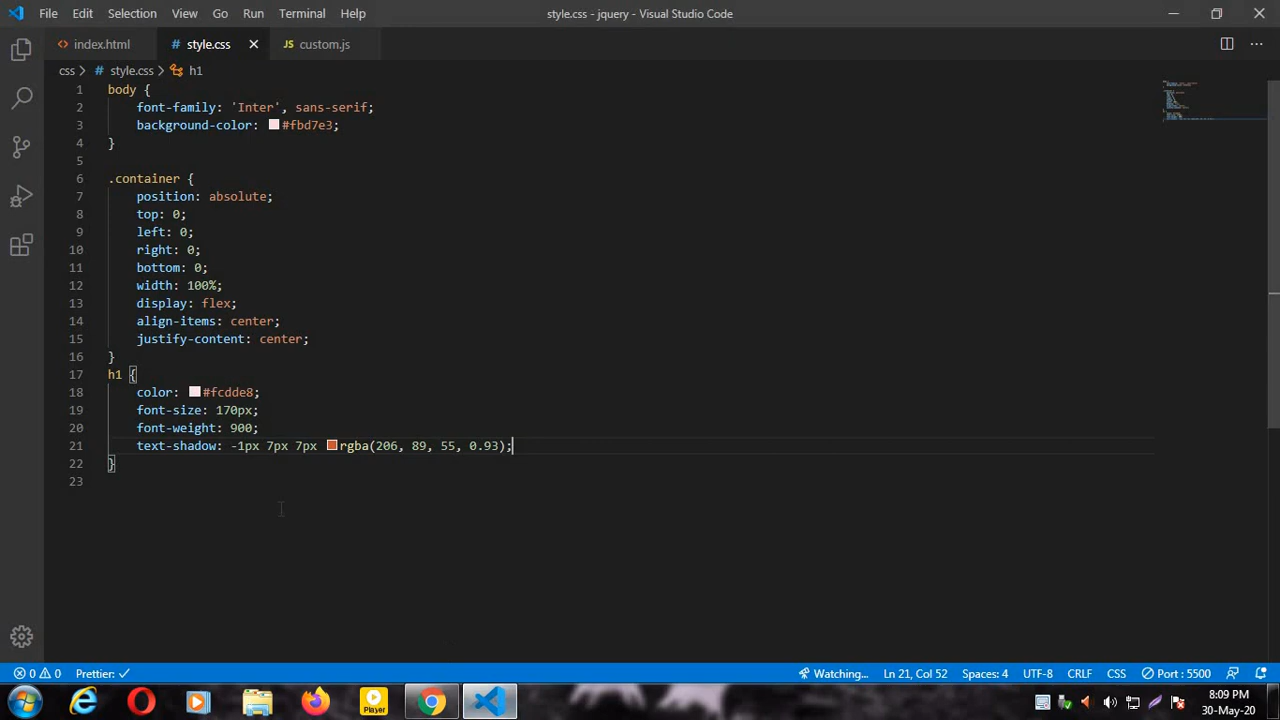 File Edit Selection View Go Run Terminal Help style.css - jquery - Visual Studio Code
index.html # style.css JS custom.js
css > # style.css > h1
1 body {
2 font-family: 'Inter', sans-serif;
3 background-color: #fbd7e3;
4 }
5
6 .container {
7 position: absolute;
8 top: 0;
9 left: 0;
10 right: 0;
11 bottom: 0;
12 width: 100%;
13 display: flex;
14 align-items: center;
15 justify-content: center;
16 }
17 h1 {
18 color: #fcdde8;
19 font-size: 170px;
20 font-weight: 900;
21 text-shadow: -1px 7px 7px rgba(206, 89, 55, 0.93);
22 }
23
0 0 Prettier: ✓ Watching... Ln 21, Col 52 Spaces: 4 UTF-8 CRLF CSS Port : 5500
Player
8:09 PM
30-May-20